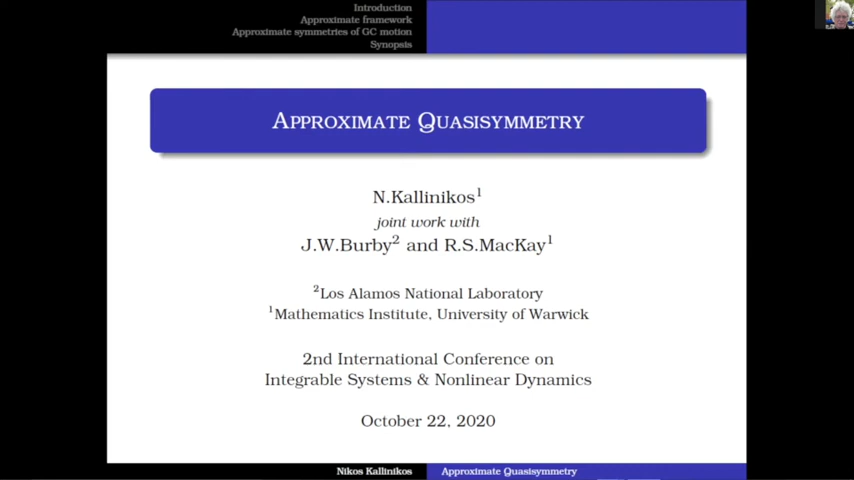 Introduction
Approximate framework
Approximate symmetries of GC motion
Synopsis
APPROXIMATE QUASISYMMETRY
N.Kallinikos¹
joint work with
J.W.Burby² and R.S.MacKay¹
²Los Alamos National Laboratory
¹Mathematics Institute, University of Warwick
2nd International Conference on
Integrable Systems & Nonlinear Dynamics
October 22, 2020
Nikos Kallinikos
Approximate Quasisymmetry